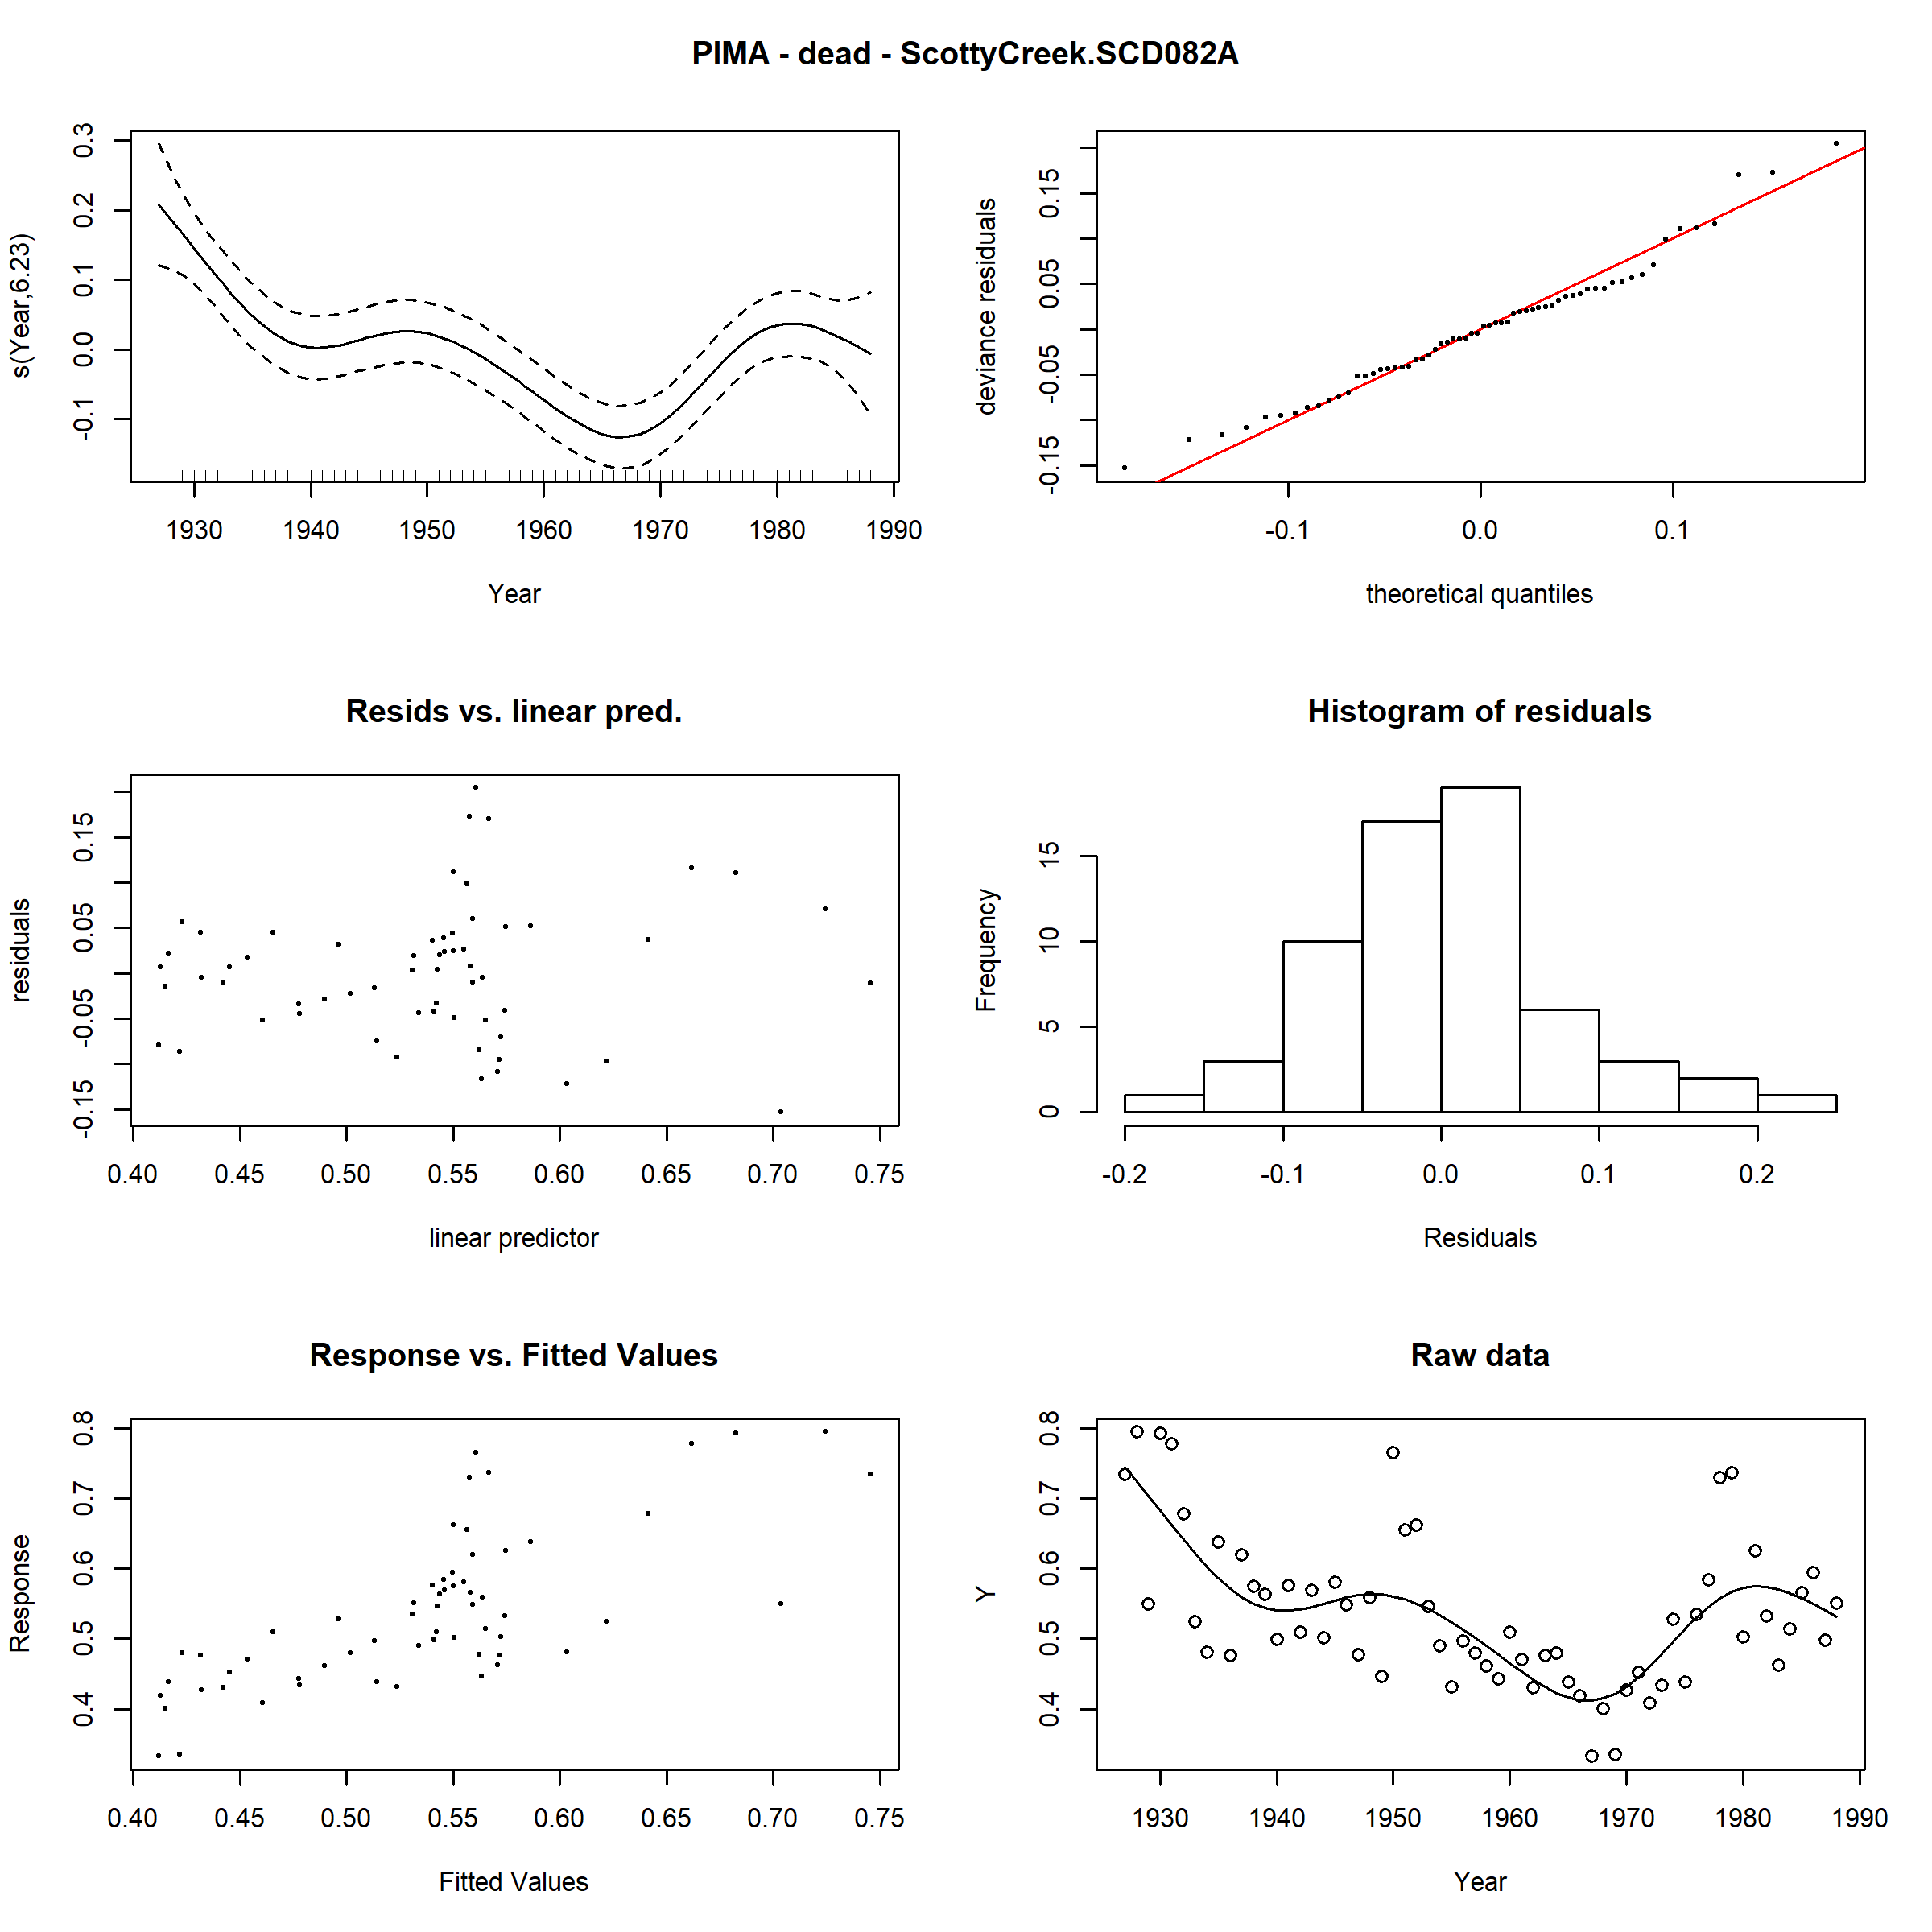 PIMA - dead - ScottyCreek.SCD082A
s(Year,6.23)
0.3
0.2
0.1
0.0
-0.1
1930 1940 1950 1960 1970 1980 1990
Year
deviance residuals
0.15
0.05
-0.05
-0.15
-0.1 0.0 0.1
theoretical quantiles
Resids vs. linear pred.
residuals
0.15
0.05
-0.05
-0.15
0.40 0.45 0.50 0.55 0.60 0.65 0.70 0.75
linear predictor
Histogram of residuals
Frequency
15
10
5
0
-0.2 -0.1 0.0 0.1 0.2
Residuals
Response vs. Fitted Values
Response
0.8
0.7
0.6
0.5
0.4
0.40 0.45 0.50 0.55 0.60 0.65 0.70 0.75
Fitted Values
Raw data
Y
0.8
0.7
0.6
0.5
0.4
1930 1940 1950 1960 1970 1980 1990
Year